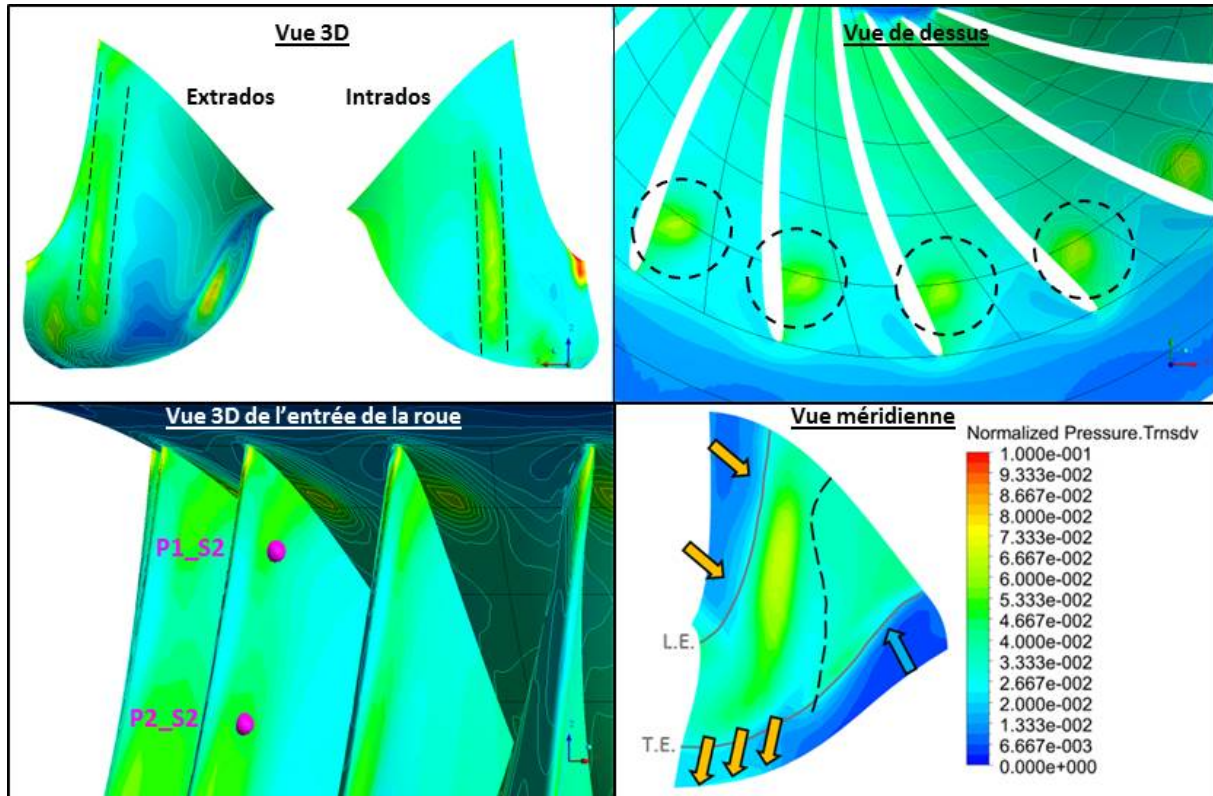 Vue 3D
Extrados
Intrados
Vue de dessus
Vue 3D de l'entrée de la roue
P1_S2
P2_S2
Vue méridienne
L.E.
T.E.
Normalized Pressure.Trnsdv
1.000e-001
9.333e-002
8.667e-002
8.000e-002
7.333e-002
6.667e-002
6.000e-002
5.333e-002
4.667e-002
4.000e-002
3.333e-002
2.667e-002
2.000e-002
1.333e-002
6.667e-003
0.000e+000